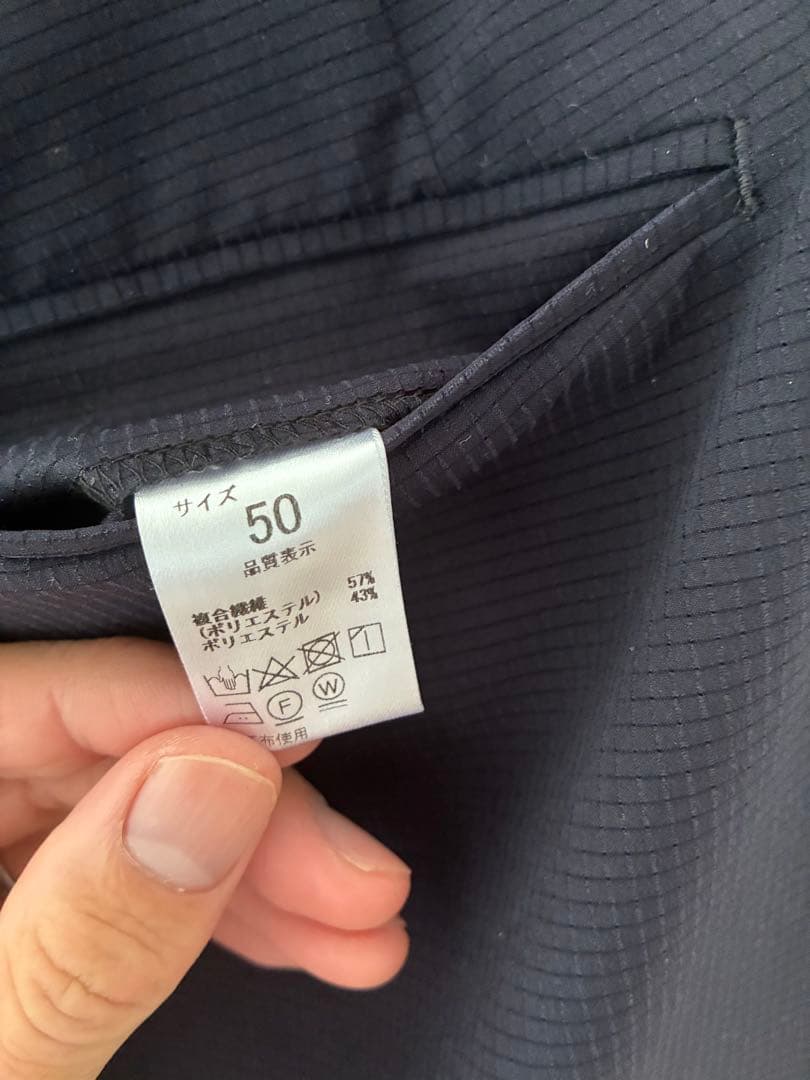 サイズ
50
品質表示
複合繊維 57%
(ポリエステル) 43%
ポリエステル
F W
布使用